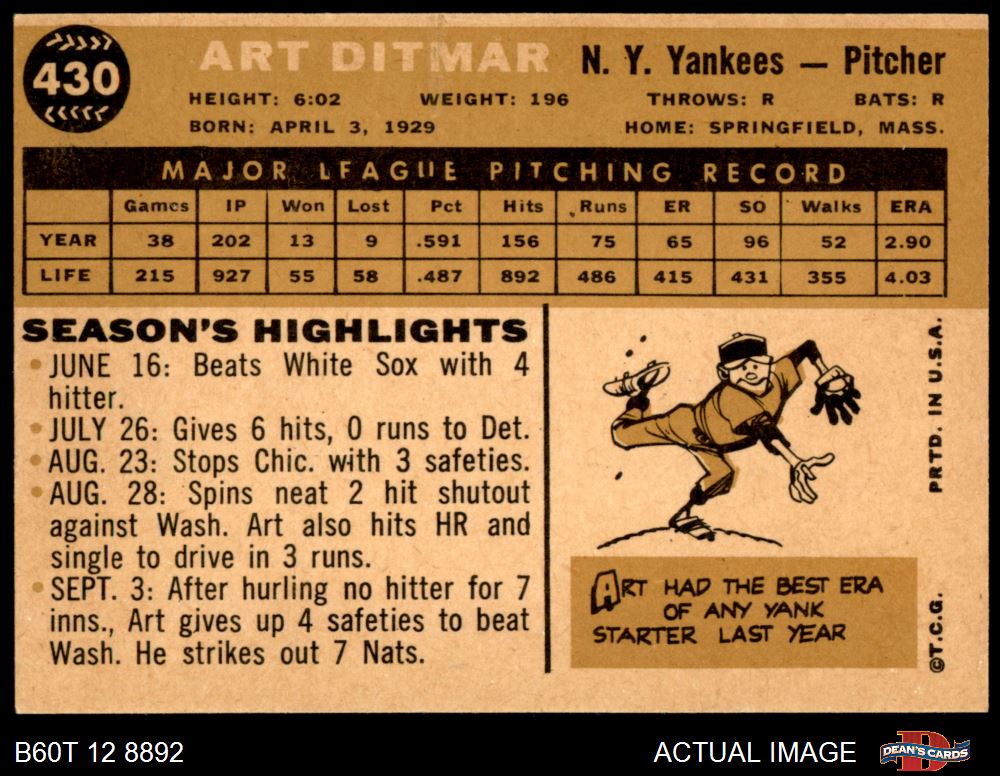 430
ART DITMAR N. Y. Yankees — Pitcher
HEIGHT: 6:02 WEIGHT: 196 THROWS: R BATS: R
BORN: APRIL 3, 1929 HOME: SPRINGFIELD, MASS.
MAJOR LEAGUE PITCHING RECORD
Games IP Won Lost Pct Hits Runs ER SO Walks ERA
YEAR 38 202 13 9 .591 156 75 65 96 52 2.90
LIFE 215 927 55 58 .487 892 486 415 431 355 4.03
SEASON'S HIGHLIGHTS
• JUNE 16: Beats White Sox with 4
hitter.
• JULY 26: Gives 6 hits, 0 runs to Det.
• AUG. 23: Stops Chic. with 3 safeties.
• AUG. 28: Spins neat 2 hit shutout
against Wash. Art also hits HR and
single to drive in 3 runs.
• SEPT. 3: After hurling no hitter for 7
inns., Art gives up 4 safeties to beat
Wash. He strikes out 7 Nats.
ART HAD THE BEST ERA
OF ANY YANK
STARTER LAST YEAR
PRTD. IN U.S.A.
©T.C.G.
B60T 12 8892 ACTUAL IMAGE DEAN'S CARDS